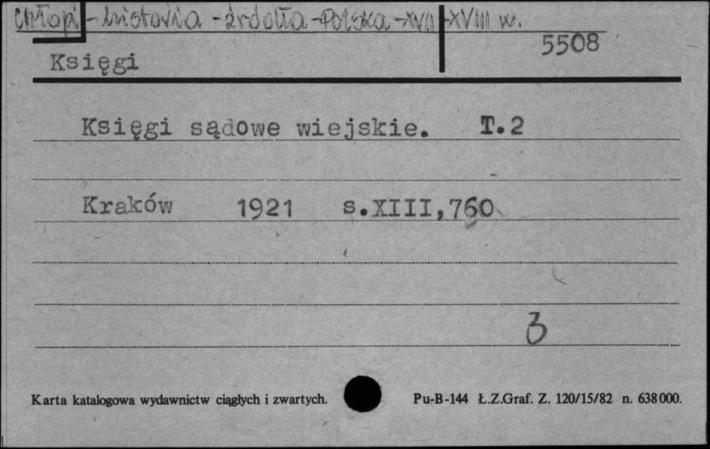 Chłopi - historia - źródła - Polska - XVII - XVIII w.
5508
Księgi
Księgi sądowe wiejskie. T.2
Kraków 1921 s.XIII,760
3
Karta katalogowa wydawnictw ciągłych i zwartych. Pu-B-144 Ł.Z.Graf. Z. 120/15/82 n. 638000.